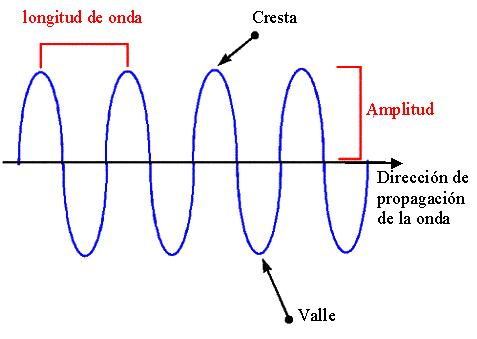 longitud de onda
Cresta
Amplitud
Dirección de
propagación
de la onda
Valle